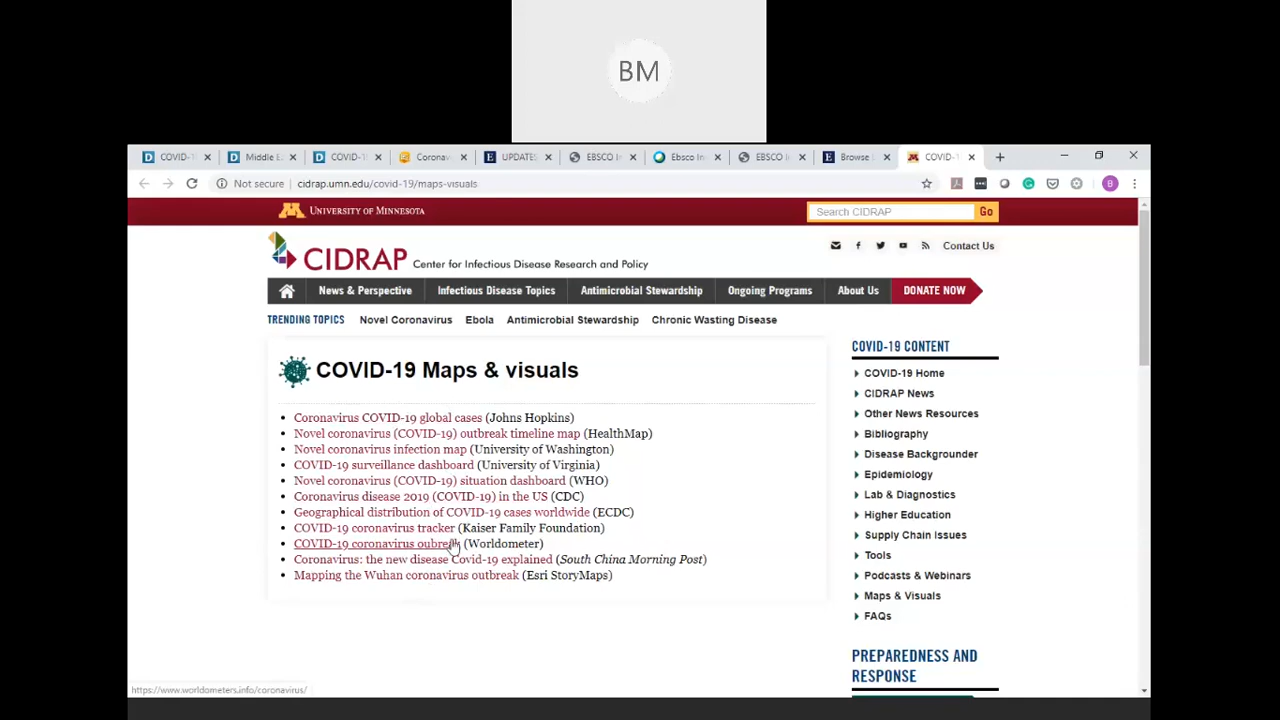 BM
COVID-1
Middle E
COVID-1
Coronav
UPDATES
EBSCO In
Ebsco In
EBSCO In
Browse
COVID-1
Not secure | cidrap.umn.edu/covid-19/maps-visuals
B
M UNIVERSITY OF MINNESOTA
Search CIDRAP Go
CIDRAP Center for Infectious Disease Research and Policy
Contact Us
News & Perspective Infectious Disease Topics Antimicrobial Stewardship Ongoing Programs About Us DONATE NOW
TRENDING TOPICS Novel Coronavirus Ebola Antimicrobial Stewardship Chronic Wasting Disease
COVID-19 Maps & visuals
Coronavirus COVID-19 global cases (Johns Hopkins)
Novel coronavirus (COVID-19) outbreak timeline map (HealthMap)
Novel coronavirus infection map (University of Washington)
COVID-19 surveillance dashboard (University of Virginia)
Novel coronavirus (COVID-19) situation dashboard (WHO)
Coronavirus disease 2019 (COVID-19) in the US (CDC)
Geographical distribution of COVID-19 cases worldwide (ECDC)
COVID-19 coronavirus tracker (Kaiser Family Foundation)
COVID-19 coronavirus oubreak (Worldometer)
Coronavirus: the new disease Covid-19 explained (South China Morning Post)
Mapping the Wuhan coronavirus outbreak (Esri StoryMaps)
COVID-19 CONTENT
COVID-19 Home
CIDRAP News
Other News Resources
Bibliography
Disease Backgrounder
Epidemiology
Lab & Diagnostics
Higher Education
Supply Chain Issues
Tools
Podcasts & Webinars
Maps & Visuals
FAQs
PREPAREDNESS AND
RESPONSE
https://www.worldometers.info/coronavirus/